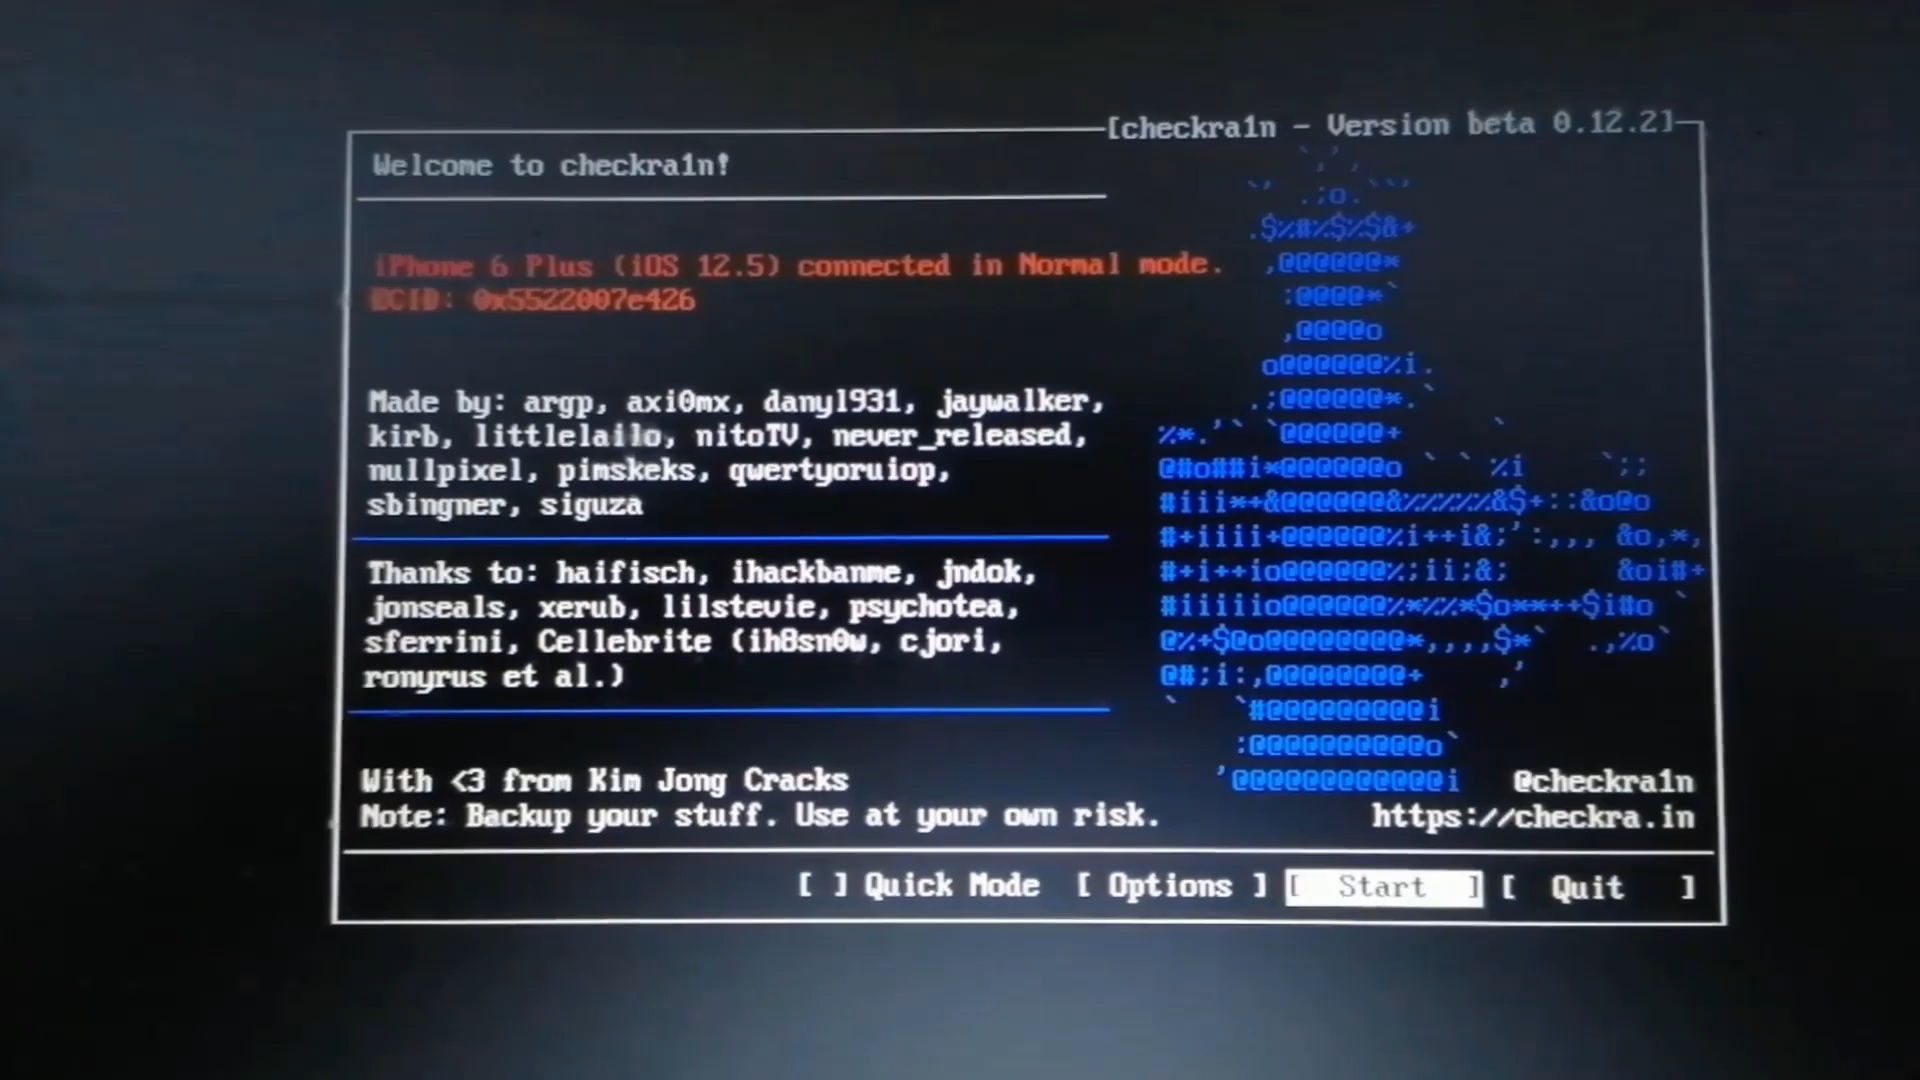 [checkra1n - Version beta 0.12.2]
Welcome to checkra1n!
iPhone 6 Plus (iOS 12.5) connected in Normal mode.
ECID: 0x5522007e426
Made by: argp, axi0mx, danyl931, jaywalker,
kirb, littlelailo, nitoTV, never_released,
nullpixel, pimskeks, qwertyoruiop,
sbingner, siguza
Thanks to: haifisch, ihackbanme, jndok,
jonseals, xerub, lilstevie, psychotea,
sferrini, Cellebrite (ih8sn0w, cjori,
ronyrus et al.)
With <3 from Kim Jong Cracks
@checkra1n
Note: Backup your stuff. Use at your own risk.
https://checkra.in
[ ] Quick Mode [ Options ] [ Start ] [ Quit ]